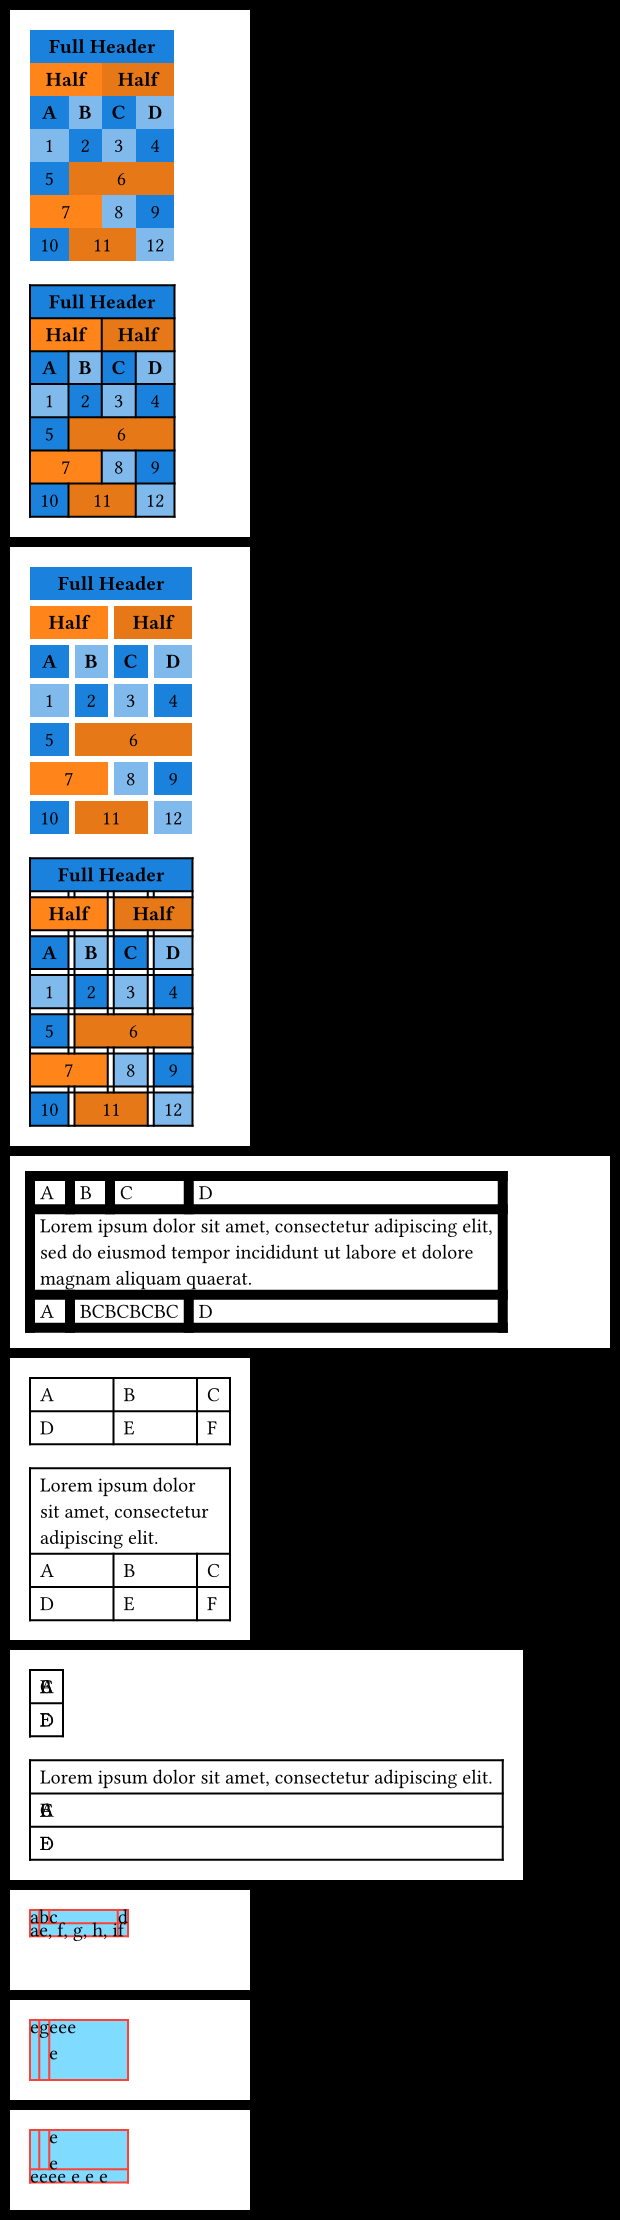 Full Header
Half Half
A B C D
1 2 3 4
5 6
7 8 9
10 11 12
Full Header
Half Half
A B C D
1 2 3 4
5 6
7 8 9
10 11 12
Full Header
Half Half
A B C D
1 2 3 4
5 6
7 8 9
10 11 12
Full Header
Half Half
A B C D
1 2 3 4
5 6
7 8 9
10 11 12
A B C D
Lorem ipsum dolor sit amet, consectetur adipiscing elit,
sed do eiusmod tempor incididunt ut labore et dolore
magnam aliquam quaerat.
A BCBCBCBC D
A B C
D E F
Lorem ipsum dolor
sit amet, consectetur
adipiscing elit.
A B C
D E F
Lorem ipsum dolor sit amet, consectetur adipiscing elit.
abc d
ae, f, g, h, if
egeee
e
e
e
eeee e e e